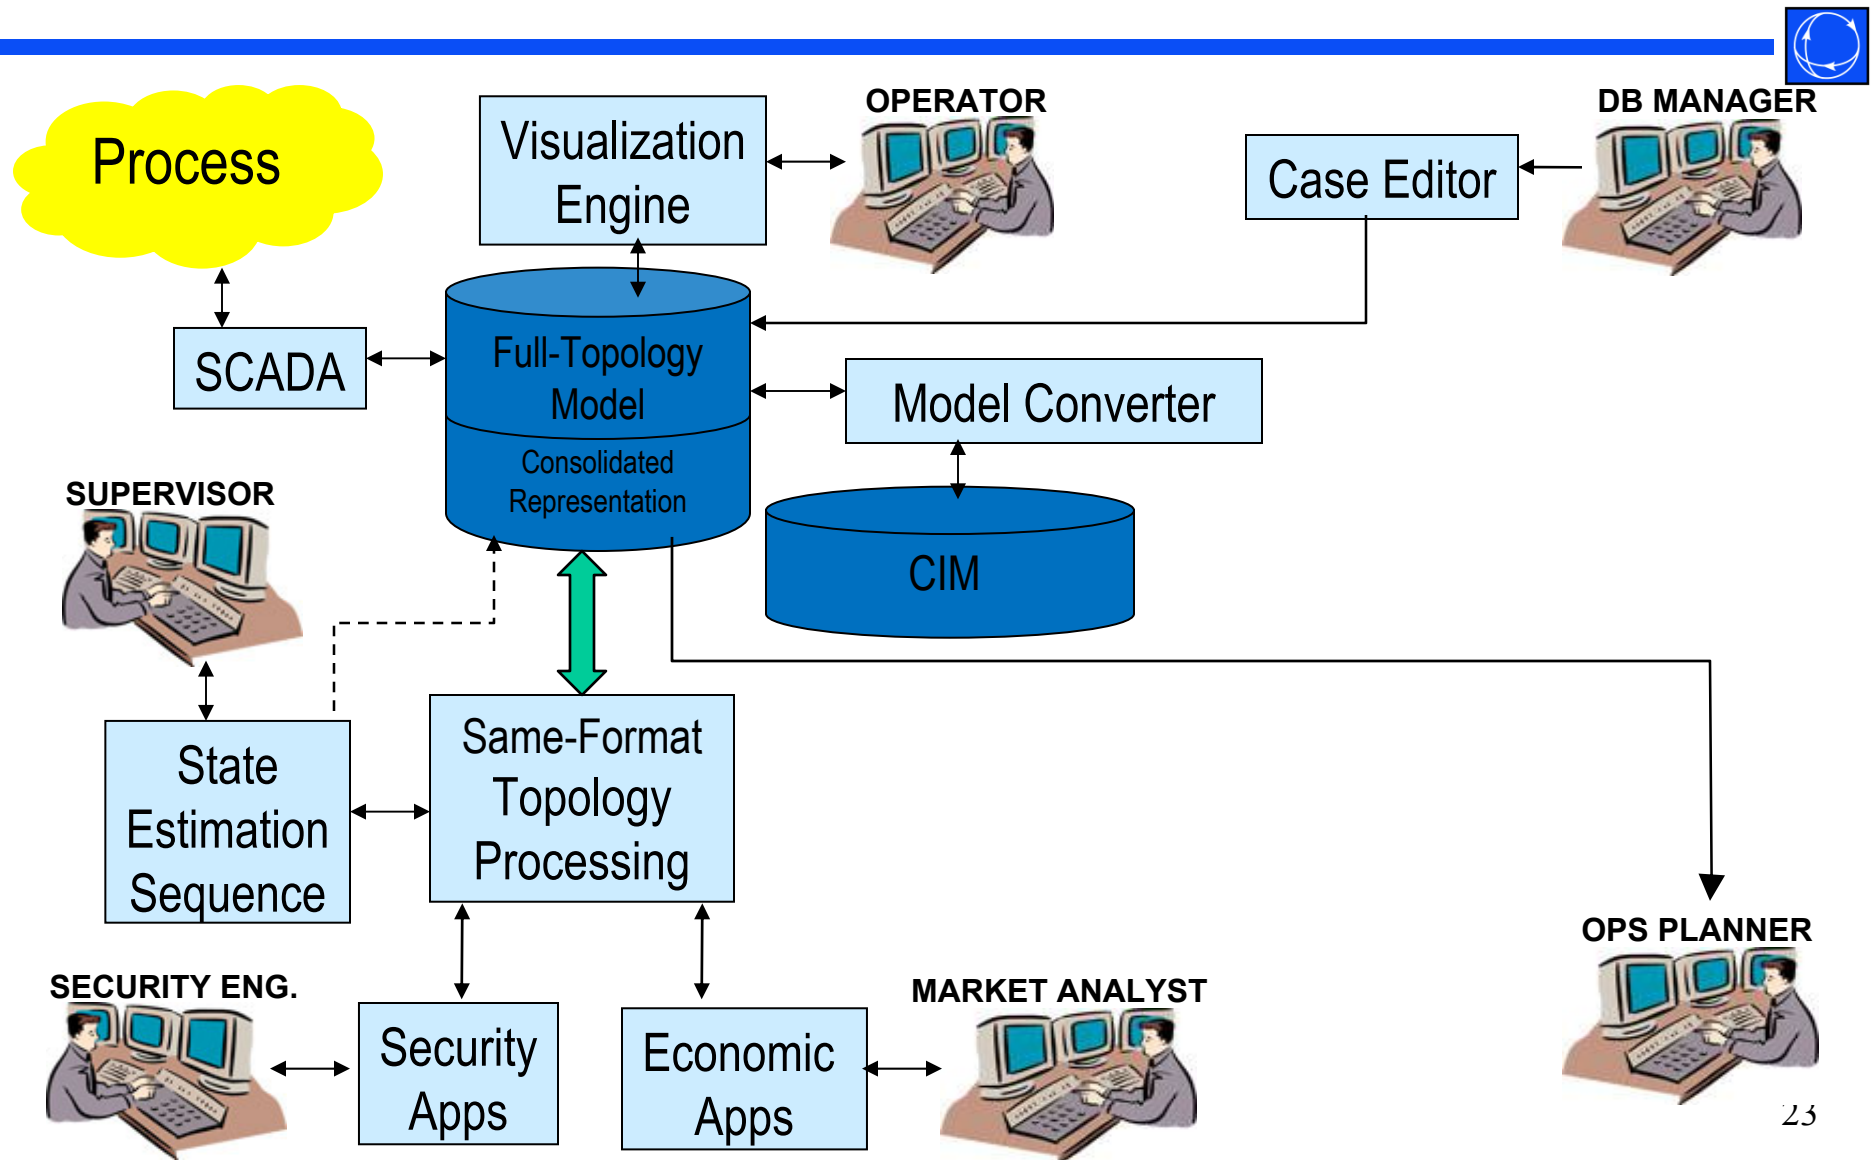 OPERATOR
DB MANAGER
Process
Visualization
Engine
Case Editor
SCADA
Full-Topology
Model
Model Converter
Consolidated
Representation
SUPERVISOR
CIM
State
Estimation
Sequence
Same-Format
Topology
Processing
OPS PLANNER
SECURITY ENG.
MARKET ANALYST
Security
Apps
Economic
Apps
23